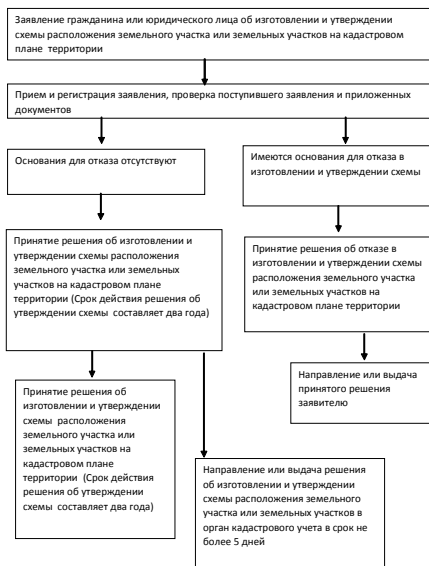 Заявление гражданина или юридического лица об изготовлении и утверждении
схемы расположения земельного участка или земельных участков на кадастровом
плане территории
Прием и регистрация заявления, проверка поступившего заявления и приложенных
документов
Основания для отказа отсутствуют
Имеются основания для отказа в
изготовлении и утверждении схемы
Принятие решения об изготовлении и
утверждении схемы расположения
земельного участка или земельных
участков на кадастровом плане
территории (Срок действия решения об
утверждении схемы составляет два года)
Принятие решения об отказе в
изготовлении и утверждении схемы
расположения земельного участка
или земельных участков на
кадастровом плане территории
Направление или выдача
принятого решения
заявителю
Принятие решения об
изготовлении и утверждении
схемы расположения
земельного участка или
земельных участков на
кадастровом плане
территории (Срок действия
решения об утверждении
схемы составляет два года)
Направление или выдача решения
об изготовлении и утверждении
схемы расположения земельного
участка или земельных участков в
орган кадастрового учета в срок не
более 5 дней